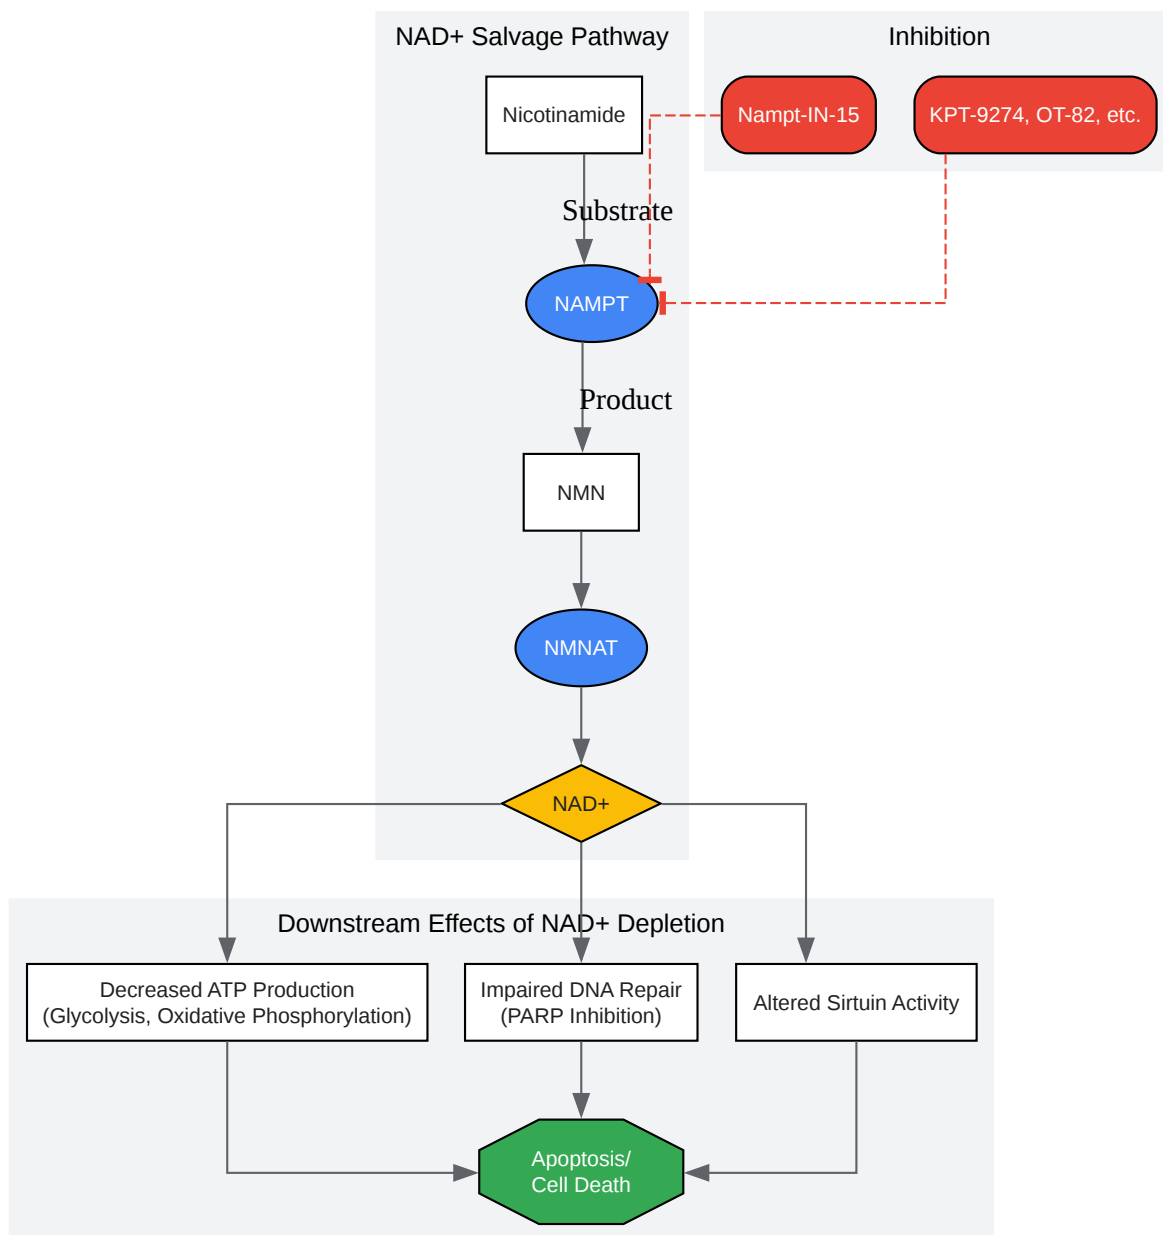 NAD+ Salvage Pathway
Inhibition
Nicotinamide
Nampt-IN-15
KPT-9274, OT-82, etc.
Substrate
NAMPT
Product
NMN
NMNAT
NAD+
Downstream Effects of NAD+ Depletion
Decreased ATP Production
(Glycolysis, Oxidative Phosphorylation)
Impaired DNA Repair
(PARP Inhibition)
Altered Sirtuin Activity
Apoptosis/
Cell Death